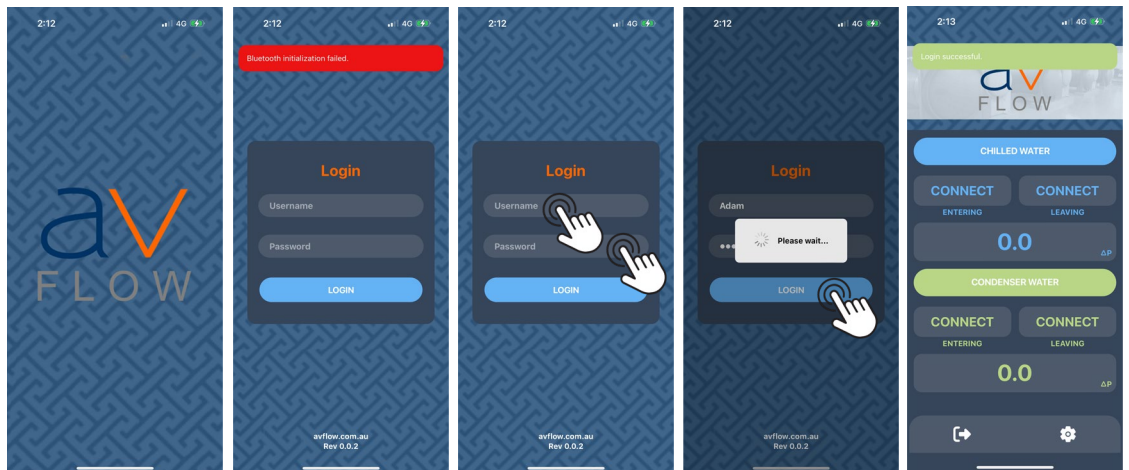 2:12
4G
av
FLOW
2:12
4G
Bluetooth initialization failed.
Login
Username
Password
LOGIN
avflow.com.au
Rev 0.0.2
2:12
4G
Login
Username
Password
LOGIN
avflow.com.au
Rev 0.0.2
2:12
4G
Login
Adam
Please wait...
LOGIN
avflow.com.au
Rev 0.0.2
2:13
4G
Login successful.
av
FLOW
CHILLED WATER
CONNECT CONNECT
ENTERING LEAVING
0.0
ΔP
CONDENSER WATER
CONNECT CONNECT
ENTERING LEAVING
0.0
ΔP